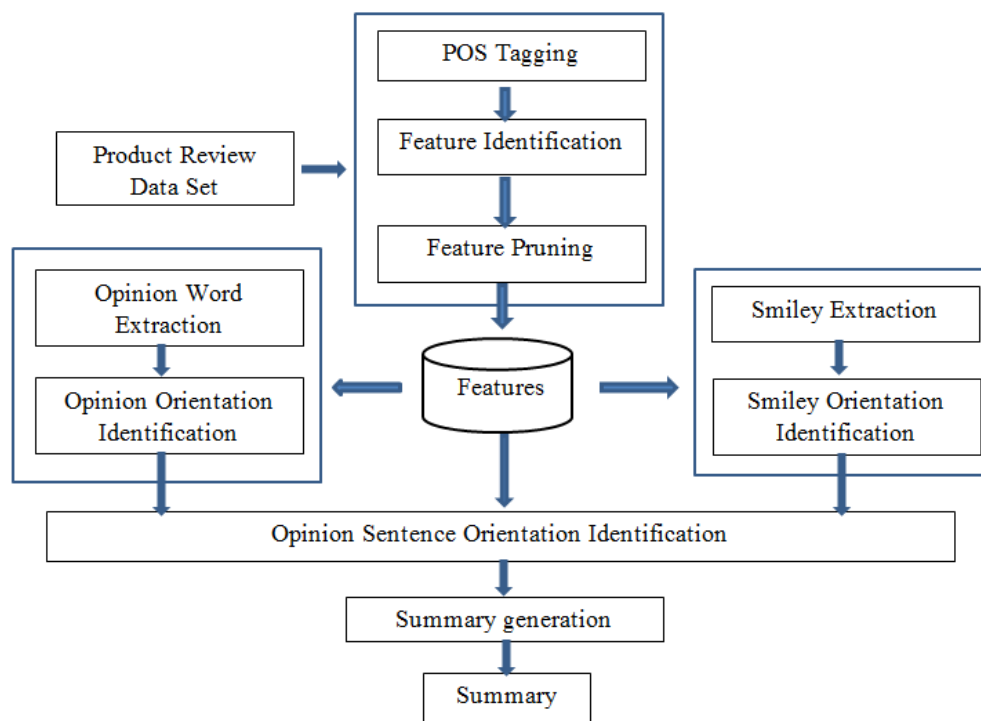 POS Tagging
Feature Identification
Product Review
Data Set
Feature Pruning
Opinion Word
Extraction
Smiley Extraction
Features
Opinion Orientation
Identification
Smiley Orientation
Identification
Opinion Sentence Orientation Identification
Summary generation
Summary